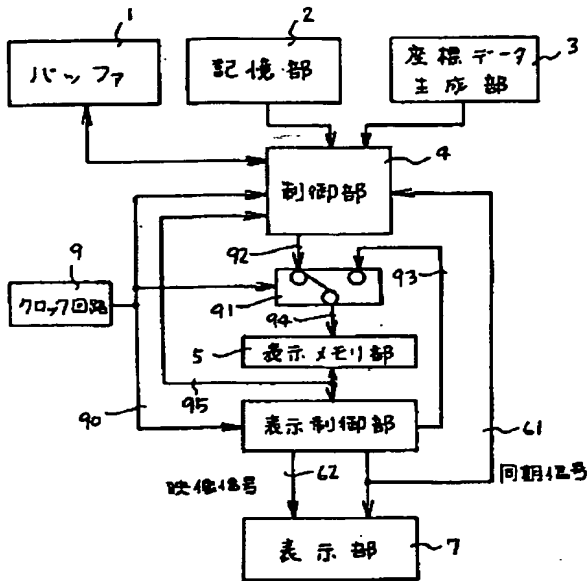 1
2
3
バッファ
記憶部
座標データ
生成部
4
制御部
92
93
9
クロック回路
91
94
5
表示メモリ部
95
90
表示制御部
61
62
映像信号
同期信号
表示部
7